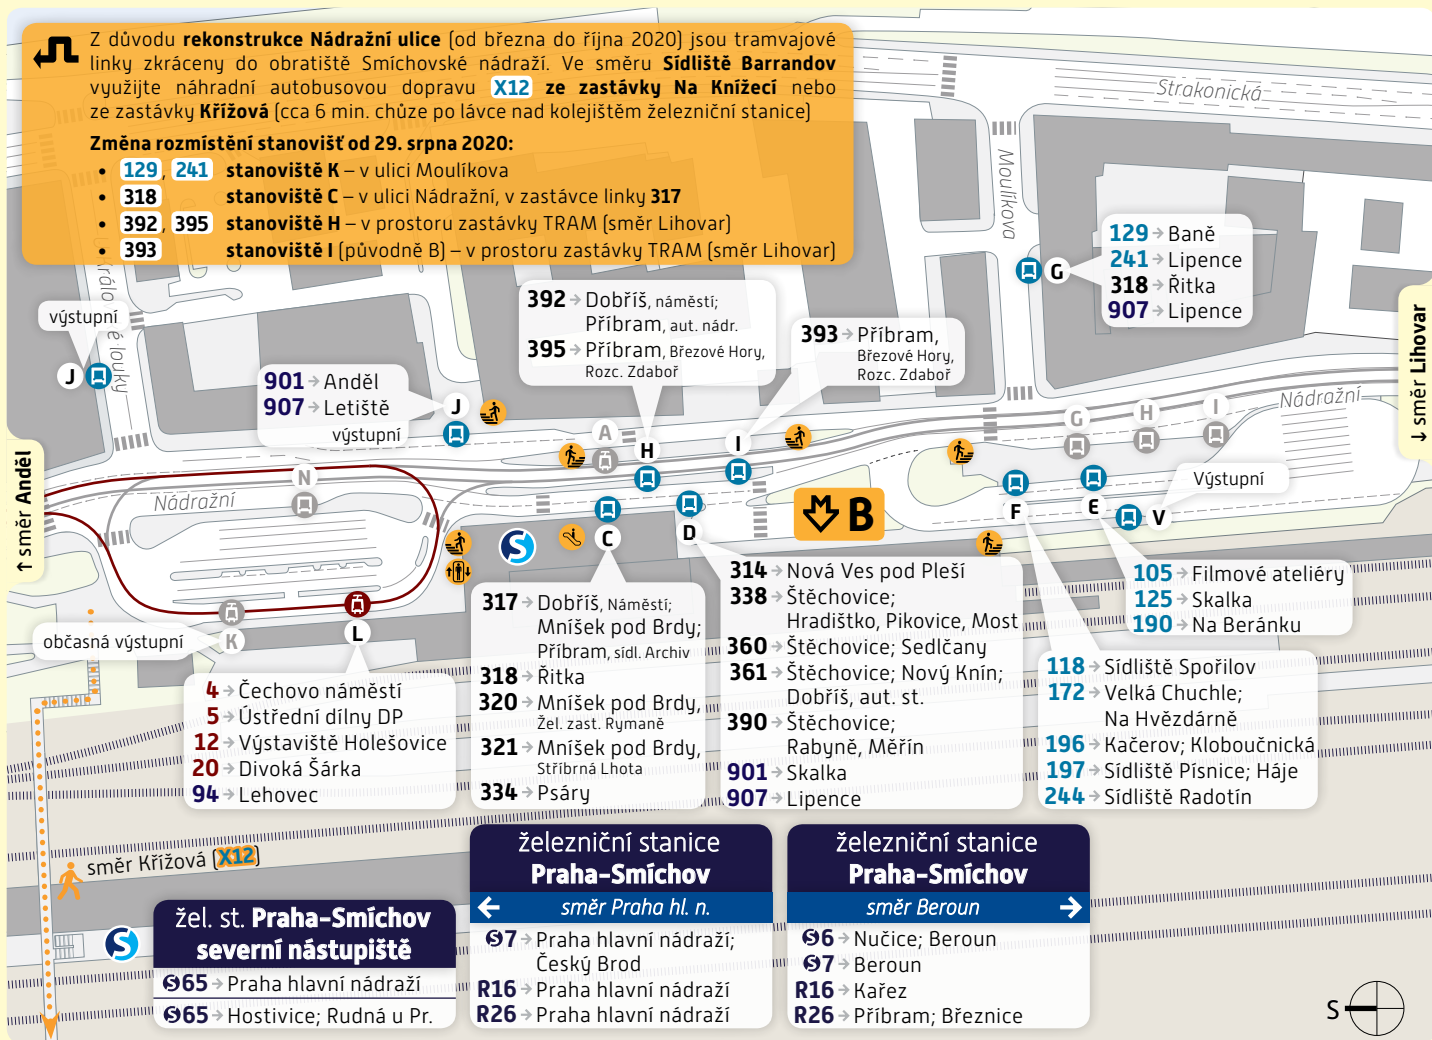 Z důvodu rekonstrukce Nádražní ulice (od března do října 2020) jsou tramvajové
linky zkráceny do obratiště Smíchovské nádraží. Ve směru Sídliště Barrandov
využijte náhradní autobusovou dopravu X12 ze zastávky Na Knížecí nebo
ze zastávky Křížová (cca 6 min. chůze po lávce nad kolejištěm železniční stanice)
Změna rozmístění stanovišť od 29. srpna 2020:
• 129, 241 stanoviště K – v ulici Moulíkova
• 318 stanoviště C – v ulici Nádražní, v zastávce linky 317
• 392, 395 stanoviště H – v prostoru zastávky TRAM (směr Lihovar)
• 393 stanoviště I (původně B) – v prostoru zastávky TRAM (směr Lihovar)
Strakonická
Moulíkova
129 → Baně
241 → Lipence
318 → Řitka
907 → Lipence
G
↓ směr Lihovar
výstupní
J
901 → Anděl
907 → Letiště
výstupní
J
392 → Dobříš, náměstí;
Příbram, aut. nádr.
395 → Příbram, Březové Hory,
Rozc. Zdaboř
393 → Příbram,
Březové Hory,
Rozc. Zdaboř
Nádražní
A
H
I
G
H
I
↑ směr Anděl
N
Nádražní
Výstupní
F
E
V
C
D
B
S
občasná výstupní
K
L
4 → Čechovo náměstí
5 → Ústřední dílny DP
12 → Výstaviště Holešovice
20 → Divoká Šárka
94 → Lehovec
317 → Dobříš, Náměstí;
Mníšek pod Brdy;
Příbram, sídl. Archiv
318 → Řitka
320 → Mníšek pod Brdy,
Žel. zast. Rymaně
321 → Mníšek pod Brdy,
Stříbrná Lhota
334 → Psáry
314 → Nová Ves pod Pleší
338 → Štěchovice;
Hradištko, Pikovice, Most
360 → Štěchovice; Sedlčany
361 → Štěchovice; Nový Knín;
Dobříš, aut. st.
390 → Štěchovice;
Rabyně, Měřín
901 → Skalka
907 → Lipence
105 → Filmové ateliéry
125 → Skalka
190 → Na Beránku
118 → Sídliště Spořilov
172 → Velká Chuchle;
Na Hvězdárně
196 → Kačerov; Kloboučnická
197 → Sídliště Písnice; Háje
244 → Sídliště Radotín
směr Křížová (X12)
S
žel. st. Praha-Smíchov
severní nástupiště
S65 → Praha hlavní nádraží
S65 → Hostivice; Rudná u Pr.
železniční stanice
Praha-Smíchov
← směr Praha hl. n.
S7 → Praha hlavní nádraží;
Český Brod
R16 → Praha hlavní nádraží
R26 → Praha hlavní nádraží
železniční stanice
Praha-Smíchov
směr Beroun →
S6 → Nučice; Beroun
S7 → Beroun
R16 → Kařez
R26 → Příbram; Březnice
S